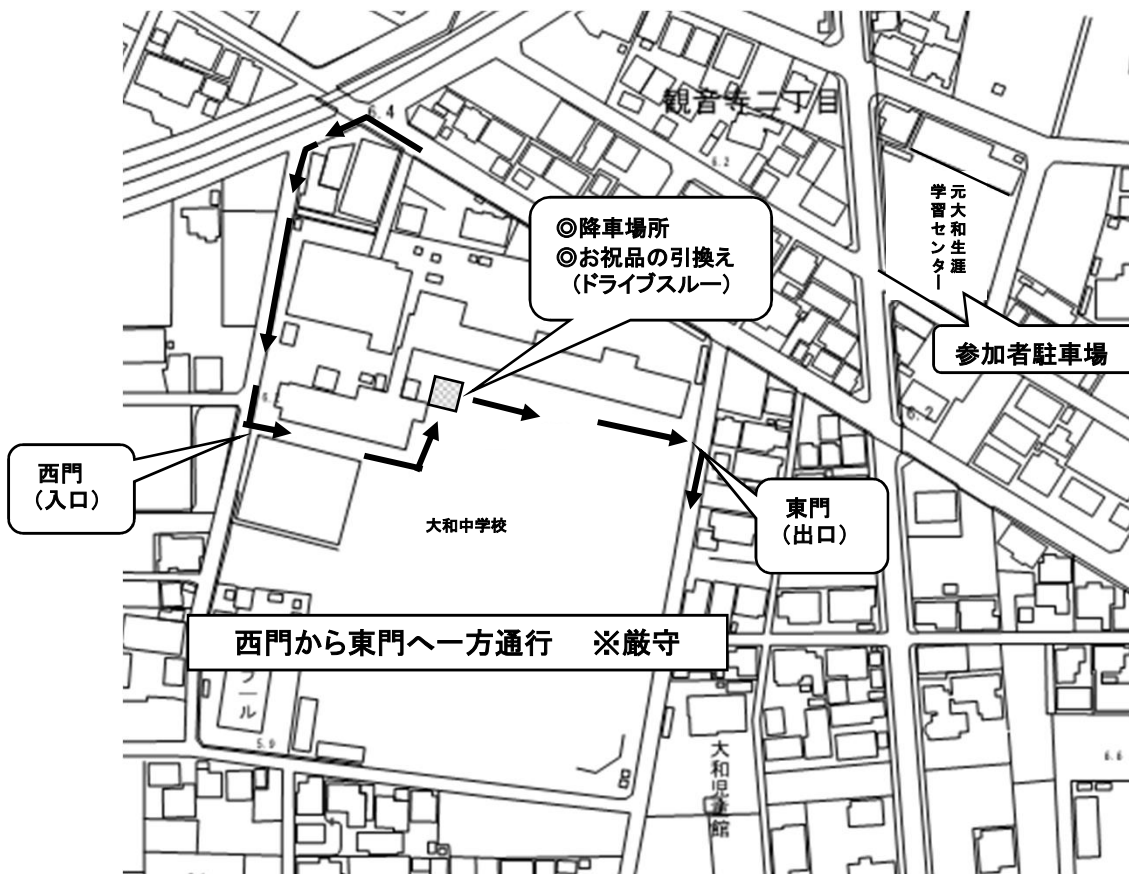 観音寺二丁目
6.4
6.2
◎降車場所
◎お祝品の引換え
(ドライブスルー)
元大和生涯
学習センター
参加者駐車場
6.2
西門
(入口)
東門
(出口)
大和中学校
西門から東門へ一方通行　※厳守
ール
5.9
大和児童館
6.6